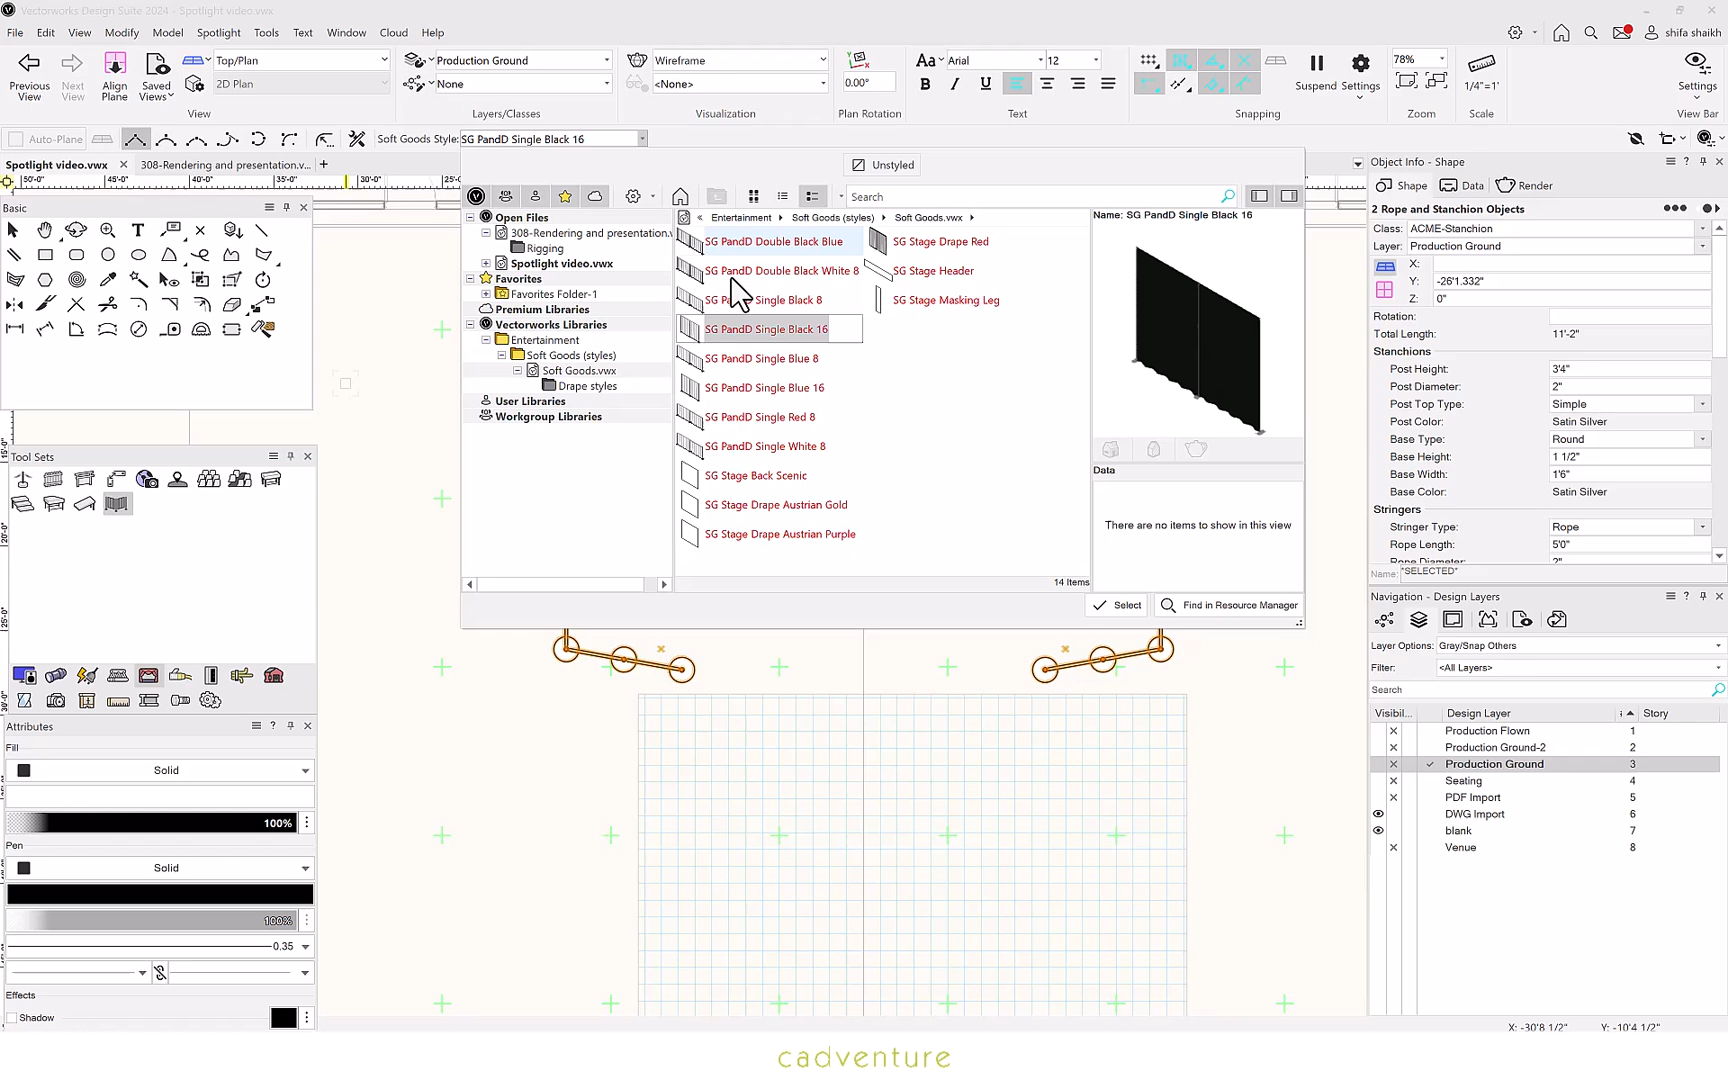 Vectorworks Design Suite 2024 - Spotlight video.vwx
File Edit View Modify Model Spotlight Tools Text Window Cloud Help
shifa shaikh
Previous View
Next View
Align Plane
Saved Views
Top/Plan
2D Plan
View
Production Ground
None
Layers/Classes
Wireframe
<None>
Visualization
0.00°
Plan Rotation
Aa Arial 12
B I U
Text
Suspend Settings
Snapping
78%
Zoom
1/4"=1'
Scale
Settings
View Bar
Auto-Plane
Soft Goods Style: SG PandD Single Black 16
Spotlight video.vwx
308-Rendering and presentation.v...
50'-0" 45'-0" 40'-0" 35'-0" 30'-0"
Basic
Unstyled
Search
Open Files
308-Rendering and presentation.
Rigging
Spotlight video.vwx
Favorites
Favorites Folder-1
Premium Libraries
Vectorworks Libraries
Entertainment
Soft Goods (styles)
Soft Goods.vwx
Drape styles
User Libraries
Workgroup Libraries
Entertainment Soft Goods (styles) Soft Goods.vwx
SG PandD Double Black Blue
SG PandD Double Black White 8
Single Black 8
SG PandD Single Black 16
SG PandD Single Blue 8
SG PandD Single Blue 16
SG PandD Single Red 8
SG PandD Single White 8
SG Stage Back Scenic
SG Stage Drape Austrian Gold
SG Stage Drape Austrian Purple
SG Stage Drape Red
SG Stage Header
SG Stage Masking Leg
14 Items
Name: SG PandD Single Black 16
Data
There are no items to show in this view
Select
Find in Resource Manager
Tool Sets
Attributes
Fill
Solid
100%
Pen
Solid
100%
0.35
Effects
Shadow
Object Info - Shape
Shape Data Render
2 Rope and Stanchion Objects
Class: ACME-Stanchion
Layer: Production Ground
X:
Y: -26'1.332"
Z: 0"
Rotation:
Total Length: 11'-2"
Stanchions
Post Height: 3'4"
Post Diameter: 2"
Post Top Type: Simple
Post Color: Satin Silver
Base Type: Round
Base Height: 1 1/2"
Base Width: 1'6"
Base Color: Satin Silver
Stringers
Stringer Type: Rope
Rope Length: 5'0"
Rope Diameter: 2"
Name: *SELECTED*
Navigation - Design Layers
Layer Options: Gray/Snap Others
Filter: <All Layers>
Search
Visibil... Design Layer Story
Production Flown 1
Production Ground-2 2
Production Ground 3
Seating 4
PDF Import 5
DWG Import 6
blank 7
Venue 8
X: -30'8 1/2" Y: -10'4 1/2"
cadventure